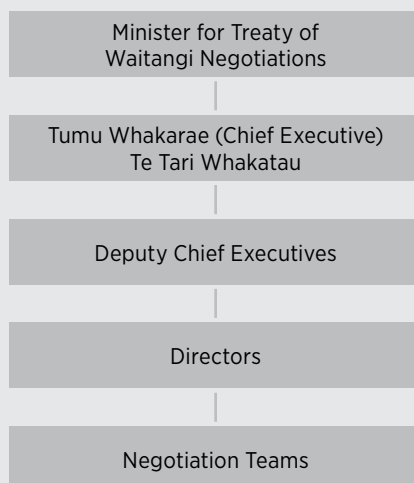 Minister for Treaty of
Waitangi Negotiations
Tumu Whakarae (Chief Executive)
Te Tari Whakatau
Deputy Chief Executives
Directors
Negotiation Teams